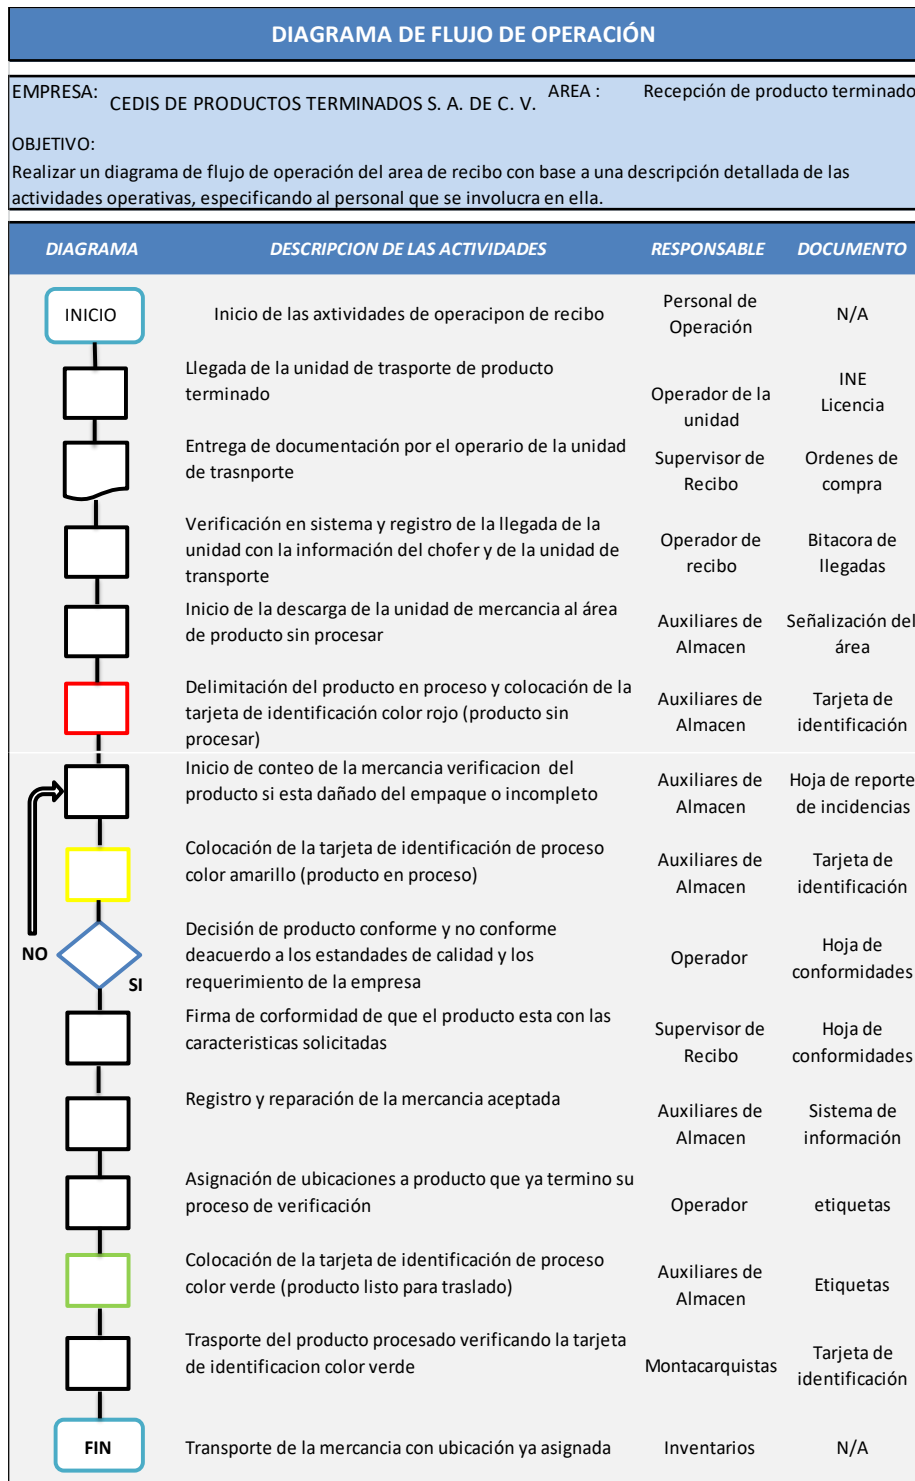 DIAGRAMA DE FLUJO DE OPERACIÓN
EMPRESA: CEDIS DE PRODUCTOS TERMINADOS S. A. DE C. V. AREA : Recepción de producto terminado
OBJETIVO:
Realizar un diagrama de flujo de operación del area de recibo con base a una descripción detallada de las
actividades operativas, especificando al personal que se involucra en ella.
DIAGRAMA DESCRIPCION DE LAS ACTIVIDADES RESPONSABLE DOCUMENTO
INICIO
Inicio de las axtividades de operacipon de recibo
Personal de
Operación
N/A
Llegada de la unidad de trasporte de producto
terminado
Operador de la
unidad
INE
Licencia
Entrega de documentación por el operario de la unidad
de trasnporte
Supervisor de
Recibo
Ordenes de
compra
Verificación en sistema y registro de la llegada de la
unidad con la información del chofer y de la unidad de
transporte
Operador de
recibo
Bitacora de
llegadas
Inicio de la descarga de la unidad de mercancia al área
de producto sin procesar
Auxiliares de
Almacen
Señalización del
área
Delimitación del producto en proceso y colocación de la
tarjeta de identificación color rojo (producto sin
procesar)
Auxiliares de
Almacen
Tarjeta de
identificación
Inicio de conteo de la mercancia verificacion del
producto si esta dañado del empaque o incompleto
Auxiliares de
Almacen
Hoja de reporte
de incidencias
Colocación de la tarjeta de identificación de proceso
color amarillo (producto en proceso)
Auxiliares de
Almacen
Tarjeta de
identificación
NO
SI
Decisión de producto conforme y no conforme
deacuerdo a los estandades de calidad y los
requerimiento de la empresa
Operador
Hoja de
conformidades
Firma de corformidad de que el producto esta con las
caracteristicas solicitadas
Supervisor de
Recibo
Hoja de
conformidades
Registro y reparación de la mercancia aceptada
Auxiliares de
Almacen
Sistema de
información
Asignación de ubicaciones a producto que ya termino su
proceso de verificación
Operador
etiquetas
Colocación de la tarjeta de identificación de proceso
color verde (producto listo para traslado)
Auxiliares de
Almacen
Etiquetas
Trasporte del producto procesado verificando la tarjeta
de identificacion color verde
Montacarquistas
Tarjeta de
identificación
FIN
Transporte de la mercancia con ubicación ya asignada
Inventarios
N/A